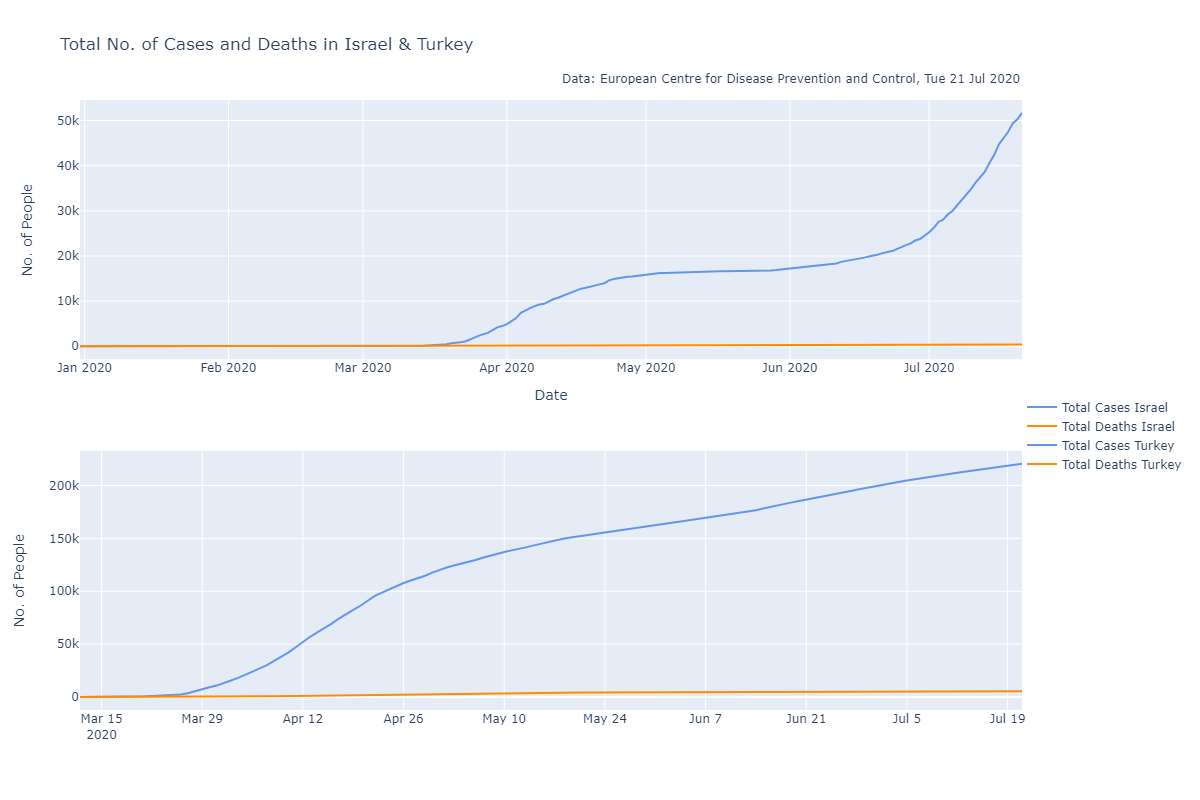 Total No. of Cases and Deaths in Israel & Turkey
Data: European Centre for Disease Prevention and Control, Tue 21 Jul 2020
No. of People
50k
40k
30k
20k
10k
0
Jan 2020 Feb 2020 Mar 2020 Apr 2020 May 2020 Jun 2020 Jul 2020
Date
Total Cases Israel
Total Deaths Israel
Total Cases Turkey
Total Deaths Turkey
No. of People
200k
150k
100k
50k
0
Mar 15 Mar 29 Apr 12 Apr 26 May 10 May 24 Jun 7 Jun 21 Jul 5 Jul 19
2020